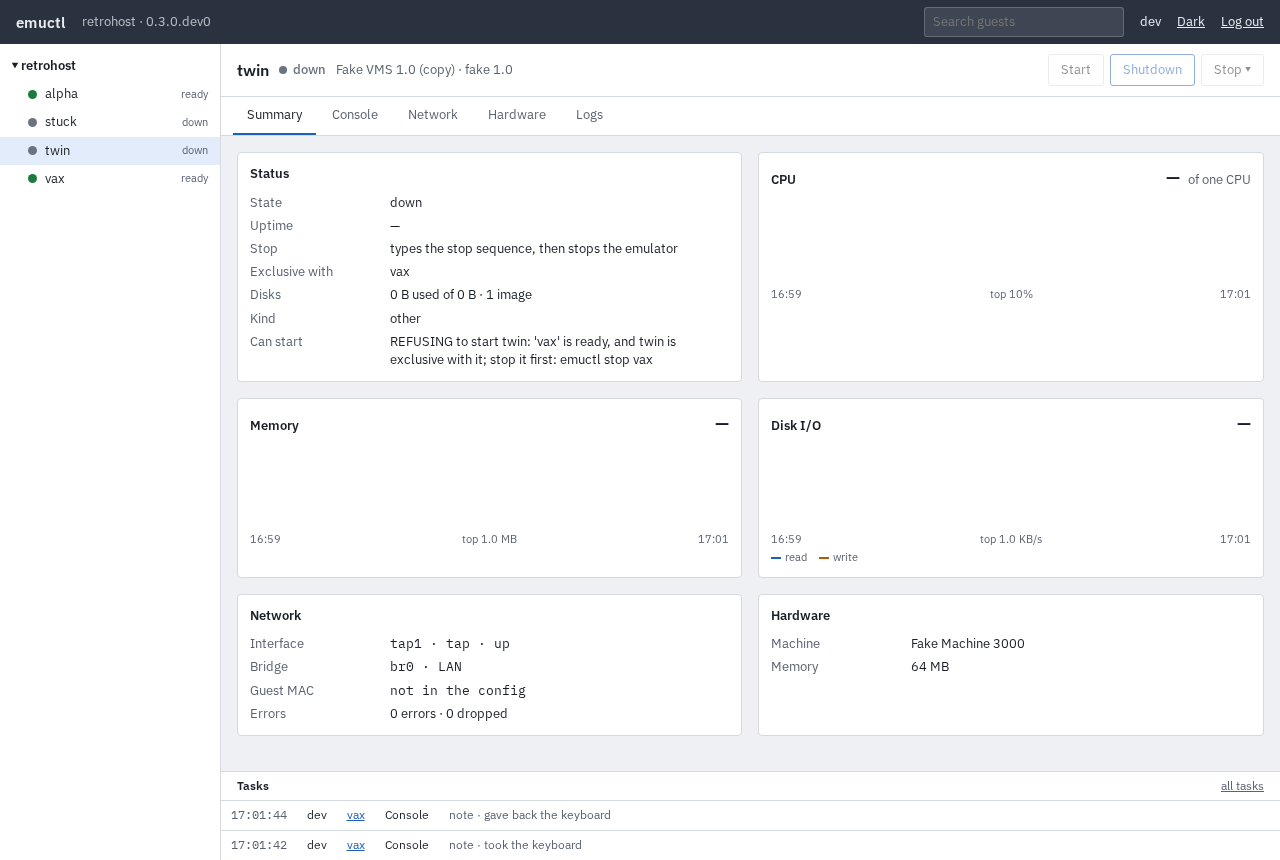 emuctl retrohost · 0.3.0.dev0 Search guests dev Dark Log out
▾ retrohost
alpha ready
stuck down
twin down
vax ready
twin down Fake VMS 1.0 (copy) · fake 1.0 Start Shutdown Stop ▾
Summary Console Network Hardware Logs
Status
State down
Uptime —
Stop types the stop sequence, then stops the emulator
Exclusive with vax
Disks 0 B used of 0 B · 1 image
Kind other
Can start REFUSING to start twin: 'vax' is ready, and twin is
exclusive with it; stop it first: emuctl stop vax
CPU — of one CPU
16:59 top 10% 17:01
Memory —
16:59 top 1.0 MB 17:01
Disk I/O —
16:59 top 1.0 KB/s 17:01
read write
Network
Interface tap1 · tap · up
Bridge br0 · LAN
Guest MAC not in the config
Errors 0 errors · 0 dropped
Hardware
Machine Fake Machine 3000
Memory 64 MB
Tasks all tasks
17:01:44 dev vax Console note · gave back the keyboard
17:01:42 dev vax Console note · took the keyboard